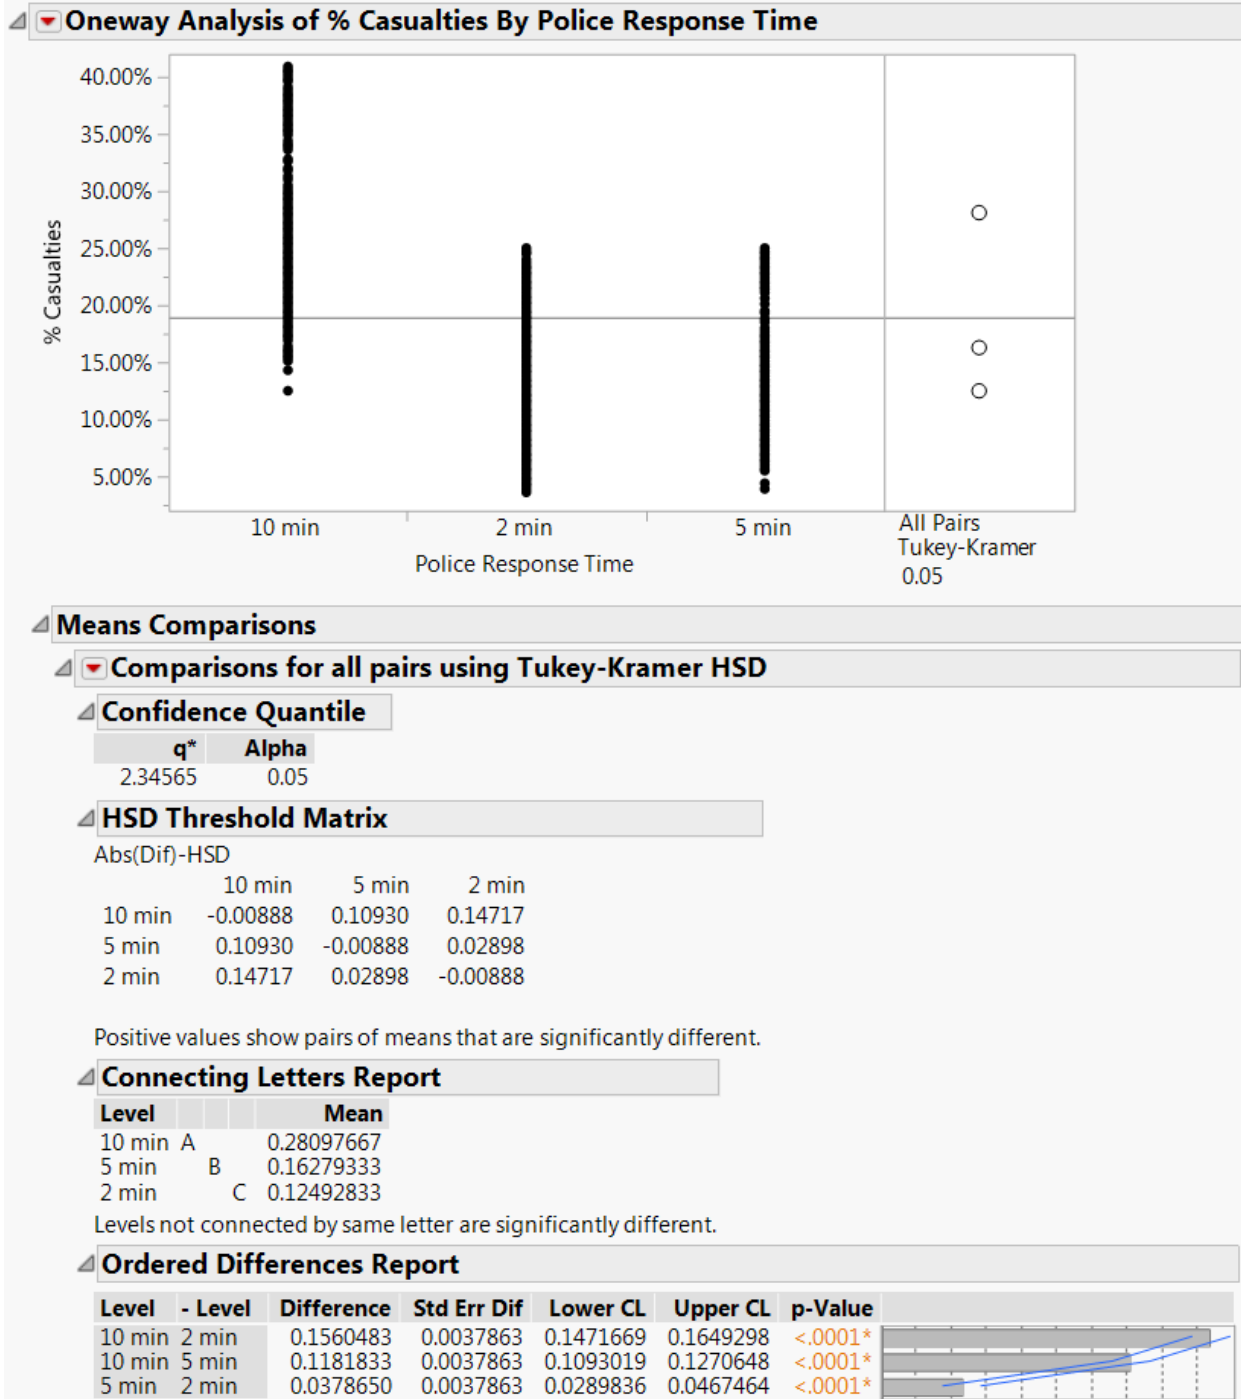 Oneway Analysis of % Casualties By Police Response Time
40.00%
35.00%
30.00%
25.00%
20.00%
15.00%
10.00%
5.00%
% Casualties
10 min 2 min 5 min
Police Response Time
All Pairs
Tukey-Kramer
0.05
Means Comparisons
Comparisons for all pairs using Tukey-Kramer HSD
Confidence Quantile
q* Alpha
2.34565 0.05
HSD Threshold Matrix
Abs(Dif)-HSD
10 min 5 min 2 min
10 min -0.00888 0.10930 0.14717
5 min 0.10930 -0.00888 0.02898
2 min 0.14717 0.02898 -0.00888
Positive values show pairs of means that are significantly different.
Connecting Letters Report
Level Mean
10 min A 0.28097667
5 min B 0.16279333
2 min C 0.12492833
Levels not connected by same letter are significantly different.
Ordered Differences Report
Level - Level Difference Std Err Dif Lower CL Upper CL p-Value
10 min 2 min 0.1560483 0.0037863 0.1471669 0.1649298 <.0001*
10 min 5 min 0.1181833 0.0037863 0.1093019 0.1270648 <.0001*
5 min 2 min 0.0378650 0.0037863 0.0289836 0.0467464 <.0001*